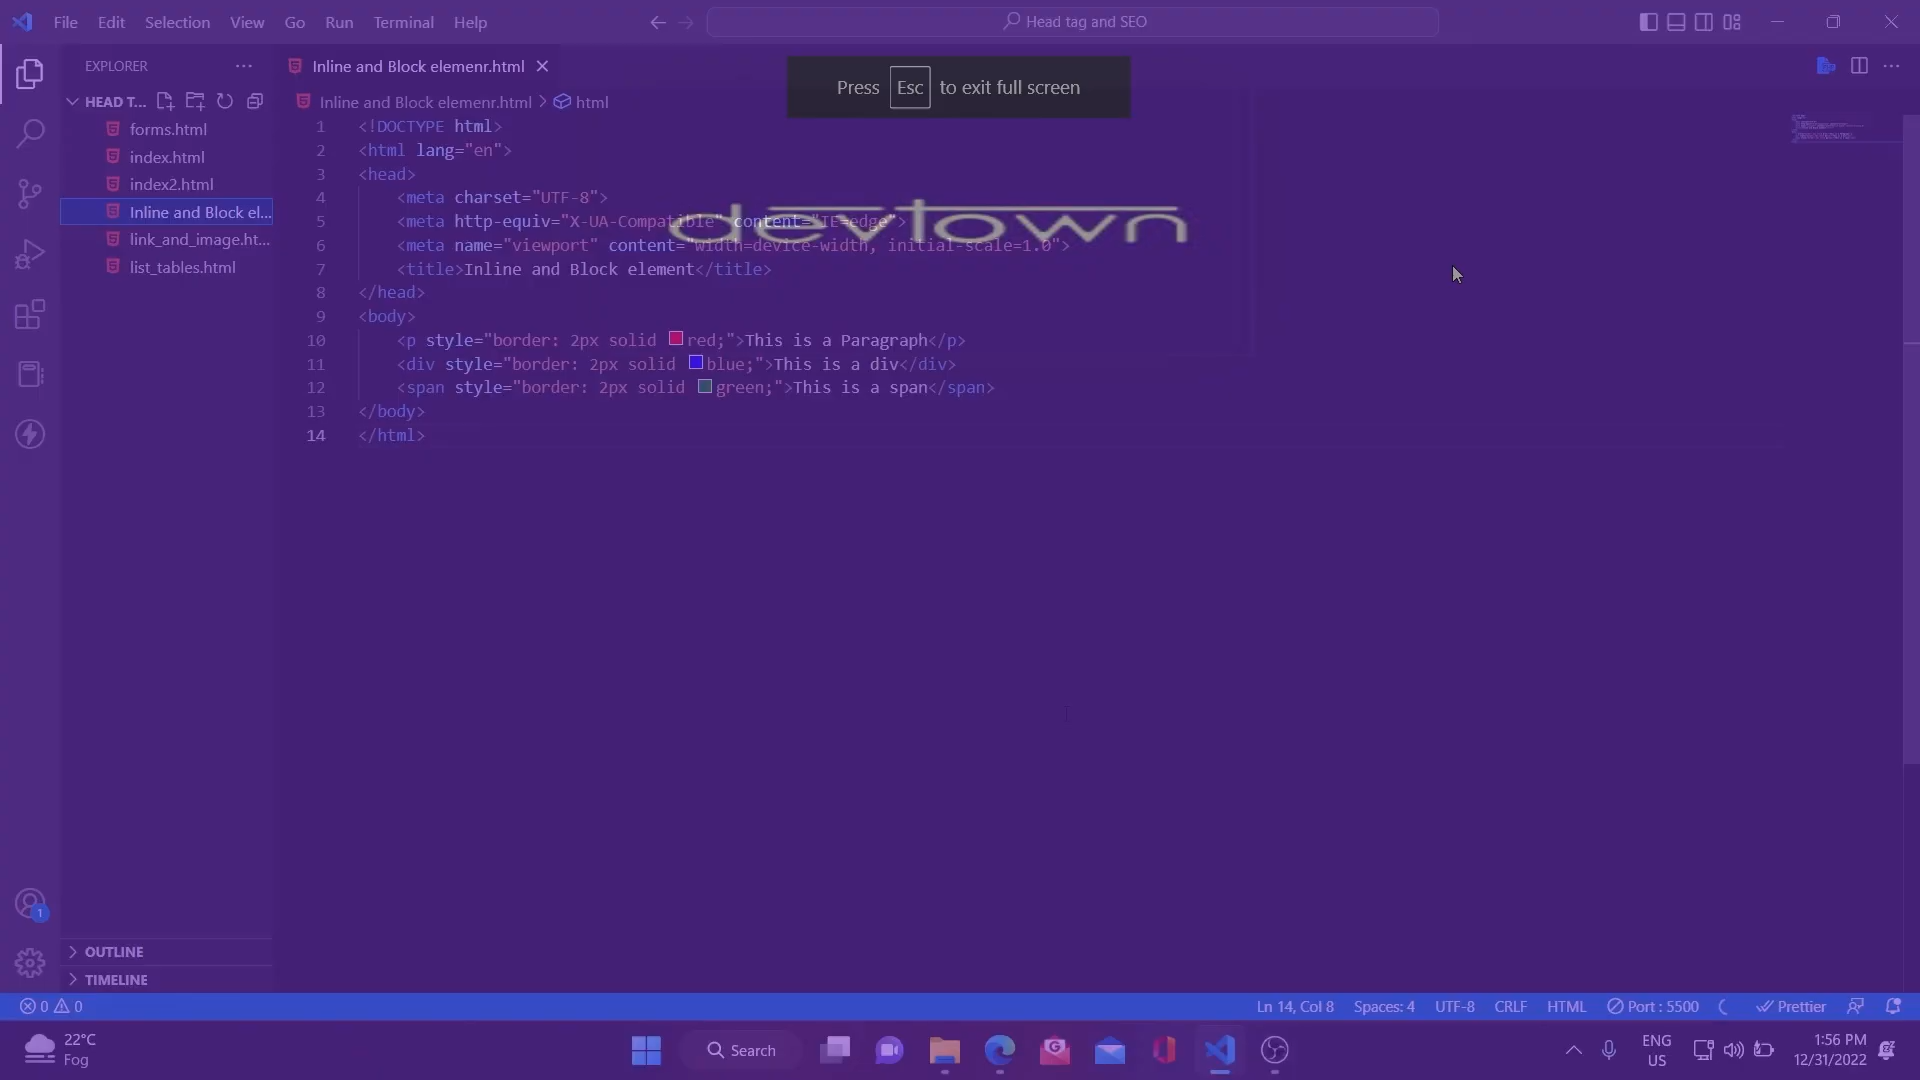 File Edit Selection View Go Run Terminal Help
Head tag and SEO
EXPLORER
Inline and Block elemenr.html
Press Esc to exit full screen
HEAD T...
Inline and Block elemenr.html > html
forms.html
index.html
index2.html
Inline and Block el...
link_and_image.ht...
list_tables.html
1 <!DOCTYPE html>
2 <html lang="en">
3 <head>
4 <meta charset="UTF-8">
5 <meta http-equiv="X-UA-Compatible" content="IE=edge">
6 <meta name="viewport" content="width=device-width, initial-scale=1.0">
7 <title>Inline and Block element</title>
8 </head>
9 <body>
10 <p style="border: 2px solid red;">This is a Paragraph</p>
11 <div style="border: 2px solid blue;">This is a div</div>
12 <span style="border: 2px solid green;">This is a span</span>
13 </body>
14 </html>
devtown
1
OUTLINE
TIMELINE
0 0
Ln 14, Col 8 Spaces: 4 UTF-8 CRLF HTML Port : 5500 Prettier
22°C
Fog
Search
ENG
US
1:56 PM
12/31/2022